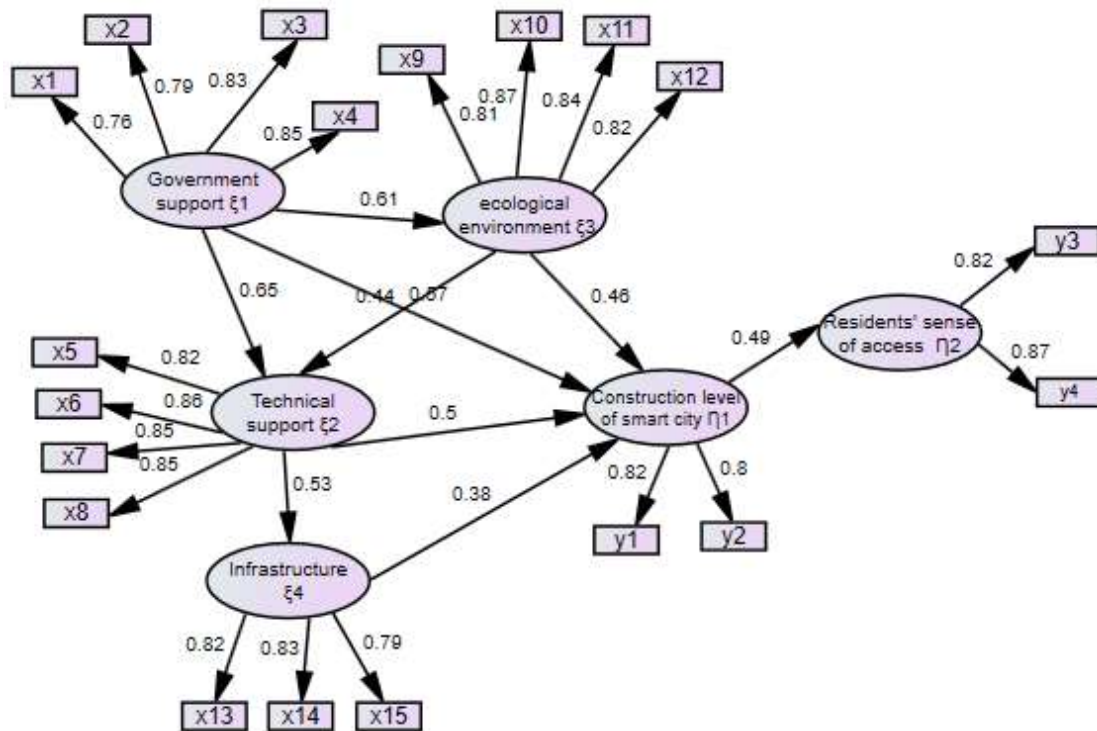 x1
x2
x3
x4
0.76
0.79
0.83
0.85
Government
support ξ1
x9
x10
x11
x12
0.81
0.87
0.84
0.82
ecological
environment ξ3
0.61
0.65
0.44
0.46
x5
x6
x7
x8
0.82
0.86
0.85
0.85
Technical
support ξ2
0.5
0.53
0.38
Construction level
of smart city η1
0.82
0.8
y1
y2
0.49
Residents' sense
of access η2
0.82
0.87
y3
y4
Infrastructure
ξ4
0.82
0.83
0.79
x13
x14
x15